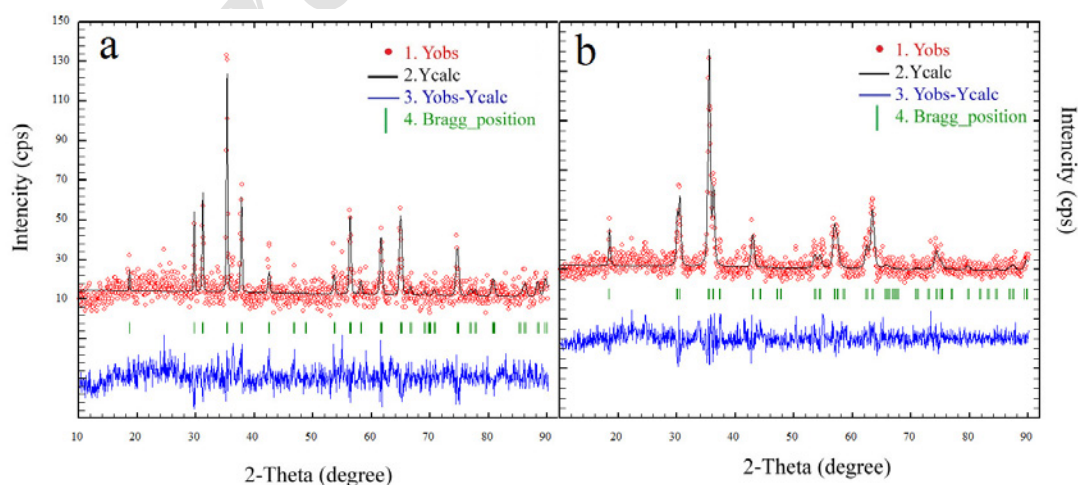 a
1. Yobs
2.Ycalc
3. Yobs-Ycalc
4. Bragg_position
Intencity (cps)
150
130
110
90
70
50
30
10
10 20 30 40 50 60 70 80 90
2-Theta (degree)
b
1. Yobs
2.Ycalc
3. Yobs-Ycalc
4. Bragg_position
Intencity (cps)
20 30 40 50 60 70 80 90
2-Theta (degree)